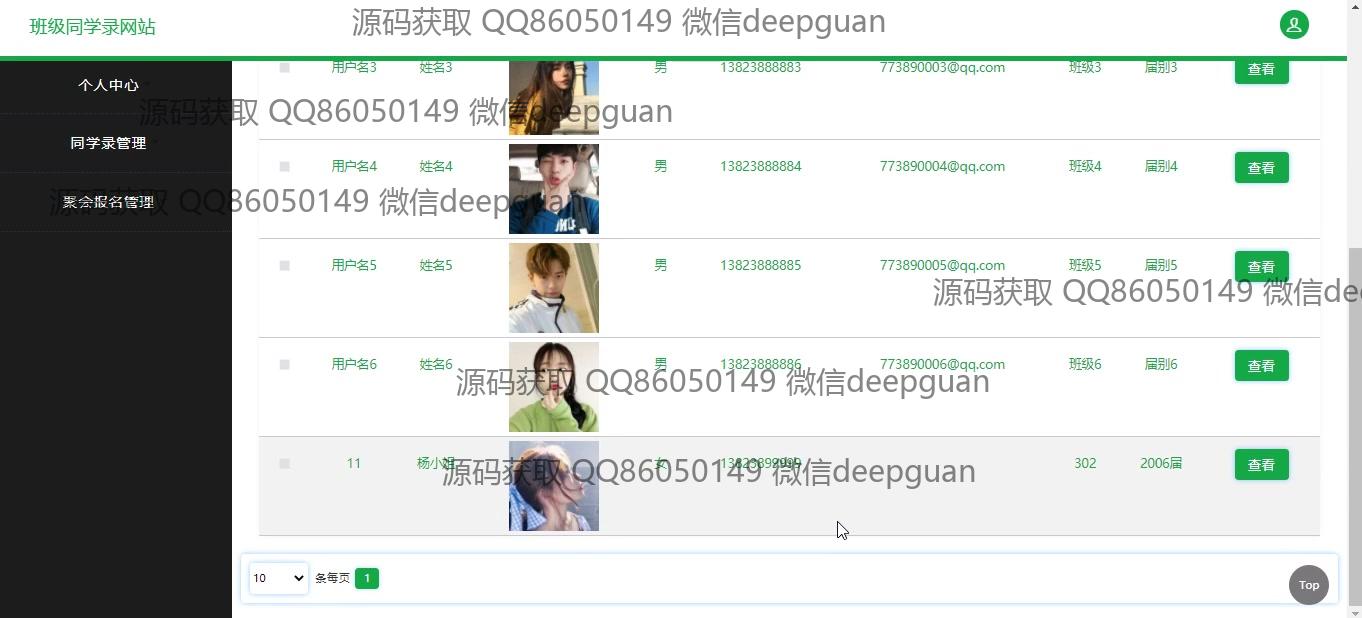 班级同学录网站
源码获取 QQ86050149 微信deepguan
个人中心
同学录管理
聚会报名管理
源码获取 QQ86050149 微信deepguan
源码获取 QQ86050149 微信deepguan
用户名3 姓名3 男 13823888883 773890003@qq.com 班级3 届别3 查看
用户名4 姓名4 男 13823888884 773890004@qq.com 班级4 届别4 查看
用户名5 姓名5 男 13823888885 773890005@qq.com 班级5 届别5 查看
源码获取 QQ86050149 微信de
用户名6 姓名6 男 13823888886 773890006@qq.com 班级6 届别6 查看
源码获取 QQ86050149 微信deepguan
11 杨小姐 女 302 2006届 查看
源码获取 QQ86050149 微信deepguan
10 条每页 1
Top